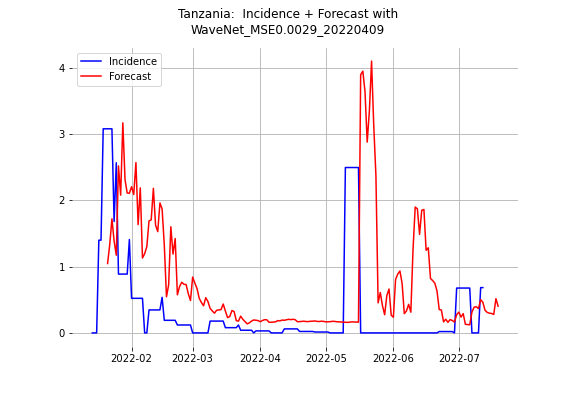 Tanzania:  Incidence + Forecast with
WaveNet_MSE0.0029_20220409
Incidence
Forecast
4
3
2
1
0
2022-02
2022-03
2022-04
2022-05
2022-06
2022-07